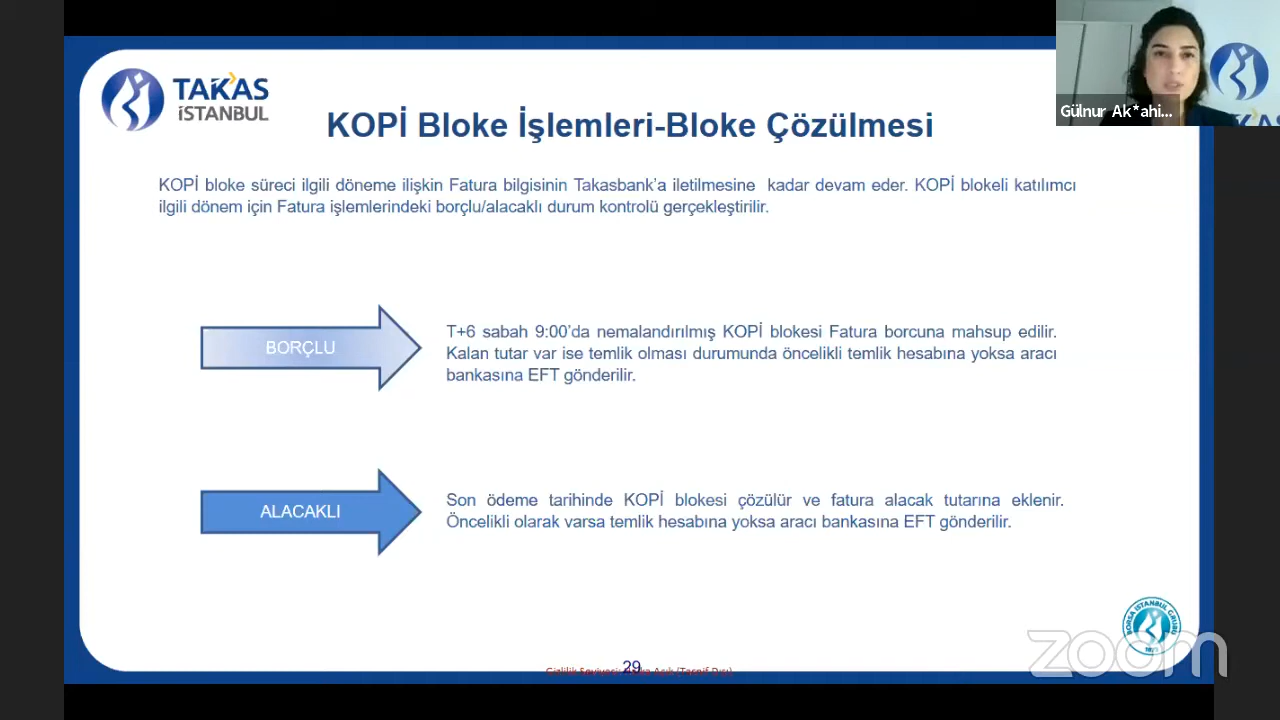 TAKAS
İSTANBUL
Gülnur Ak*ahi...
KOPİ Bloke İşlemleri-Bloke Çözülmesi
KOPİ bloke süreci ilgili döneme ilişkin Fatura bilgisinin Takasbank'a iletilmesine kadar devam eder. KOPİ blokeli katılımcı
ilgili dönem için Fatura işlemlerindeki borçlu/alacaklı durum kontrolü gerçekleştirilir.
BORÇLU
T+6 sabah 9:00'da nemalandırılmış KOPİ blokesi Fatura borcuna mahsup edilir.
Kalan tutar var ise temlik olması durumunda öncelikli temlik hesabına yoksa aracı
bankasına EFT gönderilir.
ALACAKLI
Son ödeme tarihinde KOPİ blokesi çözülür ve fatura alacak tutarına eklenir.
Öncelikli olarak varsa temlik hesabına yoksa aracı bankasına EFT gönderilir.
BORSA İSTANBUL GRUBU
zoom
29